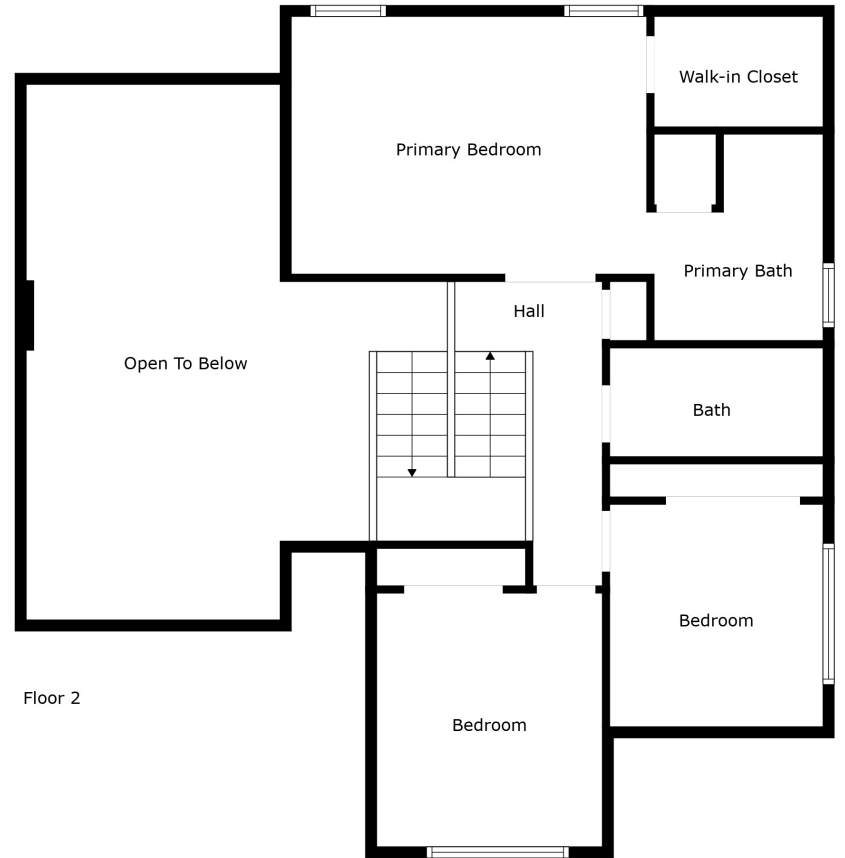 Walk-in Closet
Primary Bedroom
Primary Bath
Hall
Open To Below
Bath
Bedroom
Floor 2
Bedroom